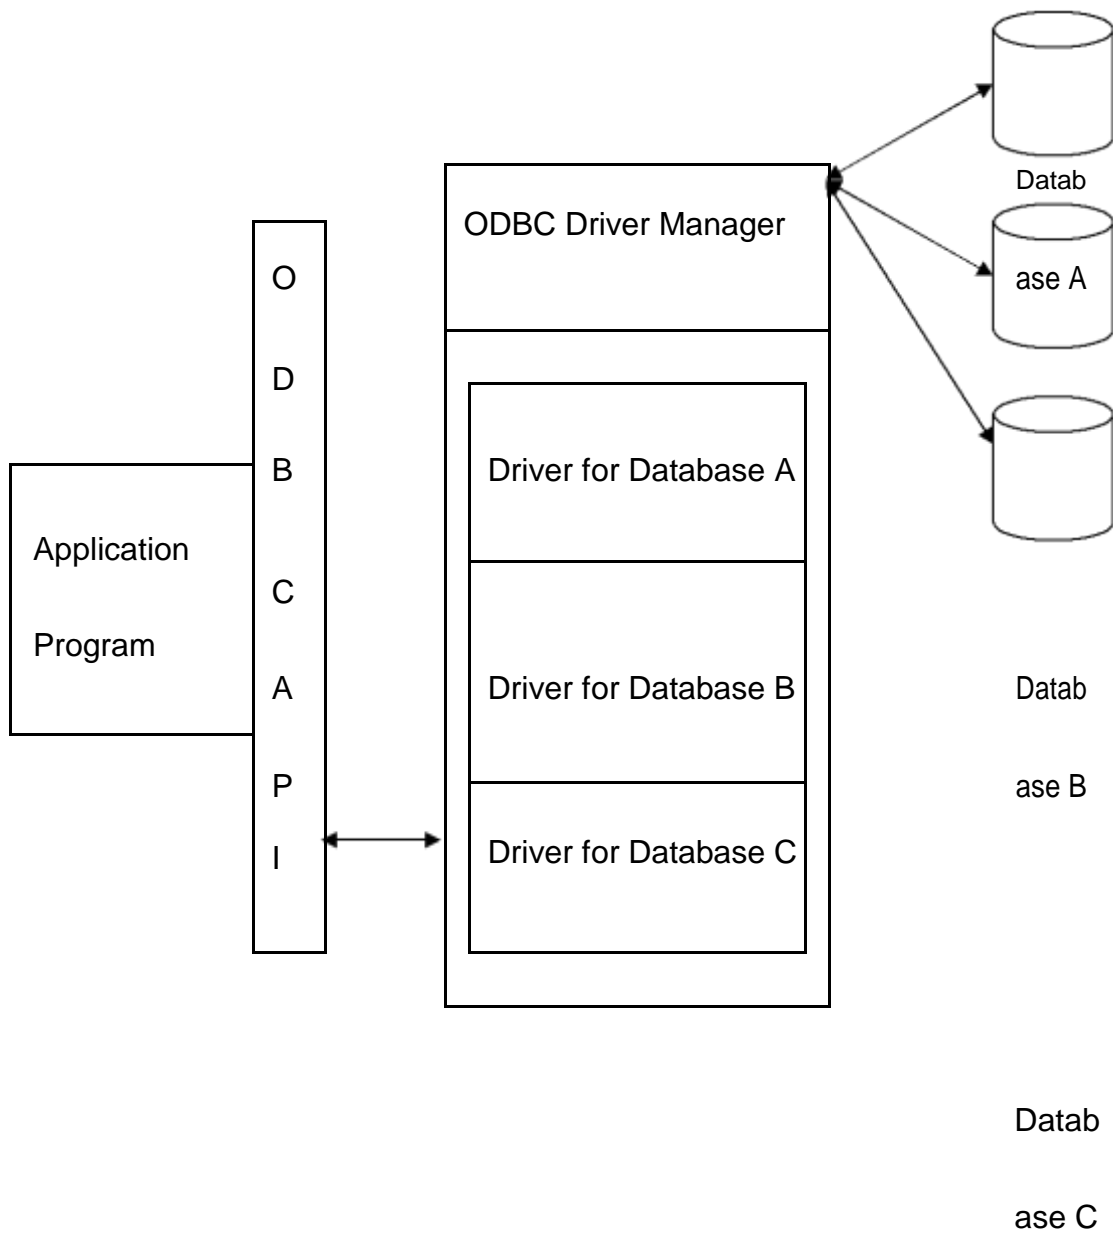 Application
Program
O
D
B
C
A
P
I
ODBC Driver Manager
Driver for Database A
Driver for Database B
Driver for Database C
Datab
ase A
Datab
ase B
Datab
ase C